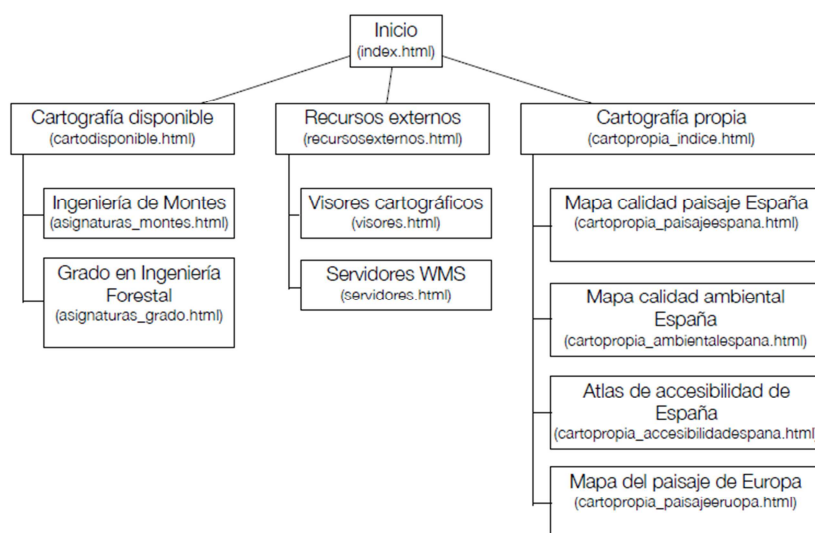 Inicio
(index.html)
Cartografía disponible
(cartodisponible.html)
Recursos externos
(recursosexternos.html)
Cartografía propia
(cartopropia_indice.html)
Ingeniería de Montes
(asignaturas_montes.html)
Grado en Ingeniería
Forestal
(asignaturas_grado.html)
Visores cartográficos
(visores.html)
Servidores WMS
(servidores.html)
Mapa calidad paisaje España
(cartopropia_paisajeespana.html)
Mapa calidad ambiental
España
(cartopropia_ambientalespana.html)
Atlas de accesibilidad de
España
(cartopropia_accesibilidadespana.html)
Mapa del paisaje de Europa
(cartopropia_paisajeeruopa.html)